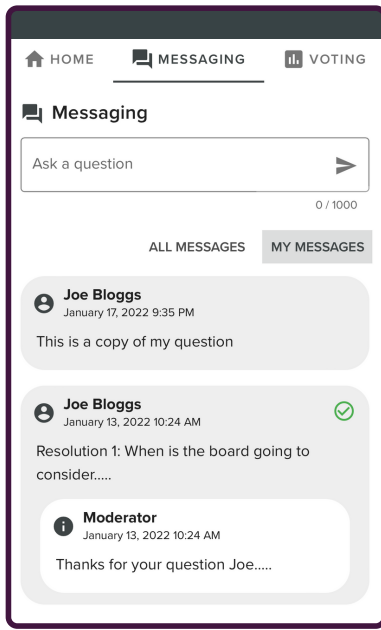 HOME MESSAGING VOTING
Messaging
Ask a question
0 / 1000
ALL MESSAGES MY MESSAGES
Joe Bloggs
January 17, 2022 9:35 PM
This is a copy of my question
Joe Bloggs
January 13, 2022 10:24 AM
Resolution 1: When is the board going to
consider.....
Moderator
January 13, 2022 10:24 AM
Thanks for your question Joe.....